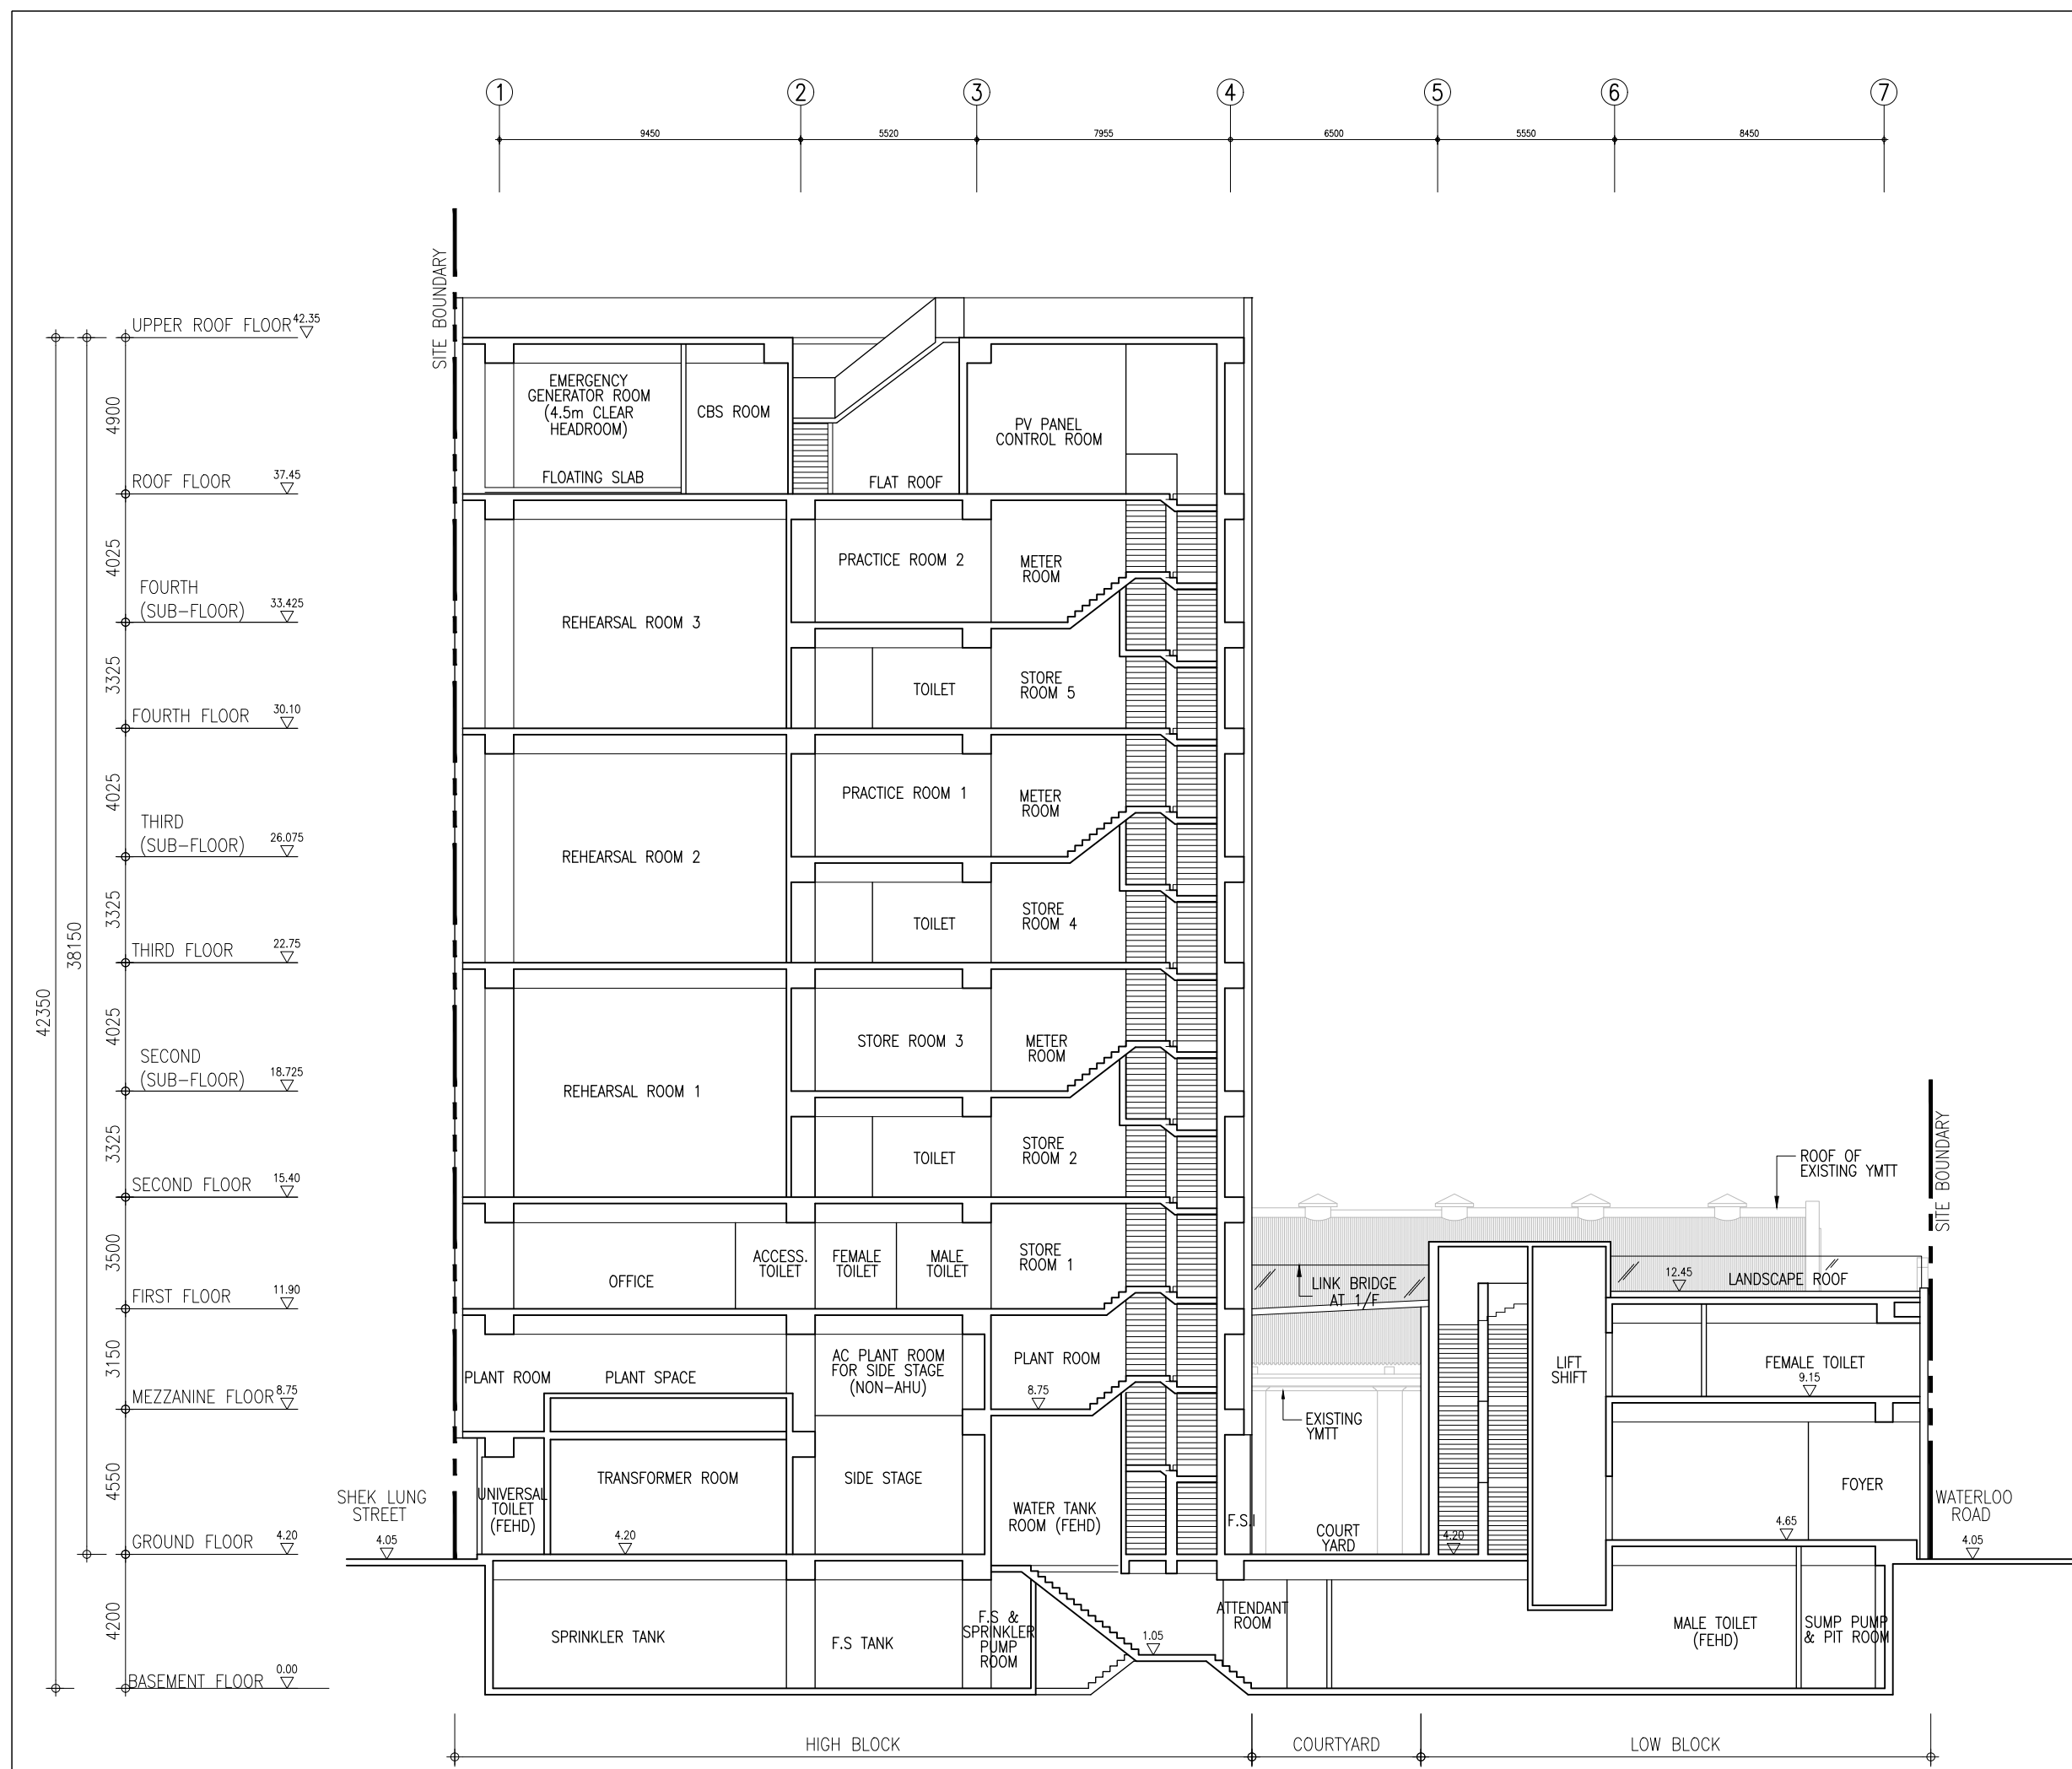 1 2 3 4 5 6 7
9450 5520 7955 6500 5550 8450
SITE BOUNDARY
UPPER ROOF FLOOR 42.35
4900
EMERGENCY
GENERATOR ROOM
(4.5m CLEAR
HEADROOM)
CBS ROOM
PV PANEL
CONTROL ROOM
FLOATING SLAB
FLAT ROOF
ROOF FLOOR 37.45
4025
PRACTICE ROOM 2
METER
ROOM
FOURTH
(SUB-FLOOR) 33.425
REHEARSAL ROOM 3
3325
TOILET
STORE
ROOM 5
FOURTH FLOOR 30.10
4025
PRACTICE ROOM 1
METER
ROOM
THIRD
(SUB-FLOOR) 26.075
REHEARSAL ROOM 2
3325
TOILET
STORE
ROOM 4
THIRD FLOOR 22.75
38150
42350
4025
STORE ROOM 3
METER
ROOM
SECOND
(SUB-FLOOR) 18.725
REHEARSAL ROOM 1
3325
TOILET
STORE
ROOM 2
SECOND FLOOR 15.40
ROOF OF
EXISTING YMTT
SITE BOUNDARY
3500
OFFICE
ACCESS.
TOILET
FEMALE
TOILET
MALE
TOILET
STORE
ROOM 1
LINK BRIDGE
AT 1/F
12.45
LANDSCAPE ROOF
FIRST FLOOR 11.90
3150
PLANT ROOM
PLANT SPACE
AC PLANT ROOM
FOR SIDE STAGE
(NON-AHU)
PLANT ROOM
8.75
LIFT
SHIFT
FEMALE TOILET
9.15
MEZZANINE FLOOR 8.75
EXISTING
YMTT
4550
SHEK LUNG
STREET
4.05
UNIVERSAL
TOILET
(FEHD)
TRANSFORMER ROOM
4.20
SIDE STAGE
WATER TANK
ROOM (FEHD)
F.S.I
COURT
YARD
4.20
FOYER
4.65
WATERLOO
ROAD
4.05
GROUND FLOOR 4.20
4200
SPRINKLER TANK
F.S TANK
F.S &
SPRINKLER
PUMP
ROOM
1.05
ATTENDANT
ROOM
MALE TOILET
(FEHD)
SUMP PUMP
& PIT ROOM
BASEMENT FLOOR 0.00
HIGH BLOCK COURTYARD LOW BLOCK